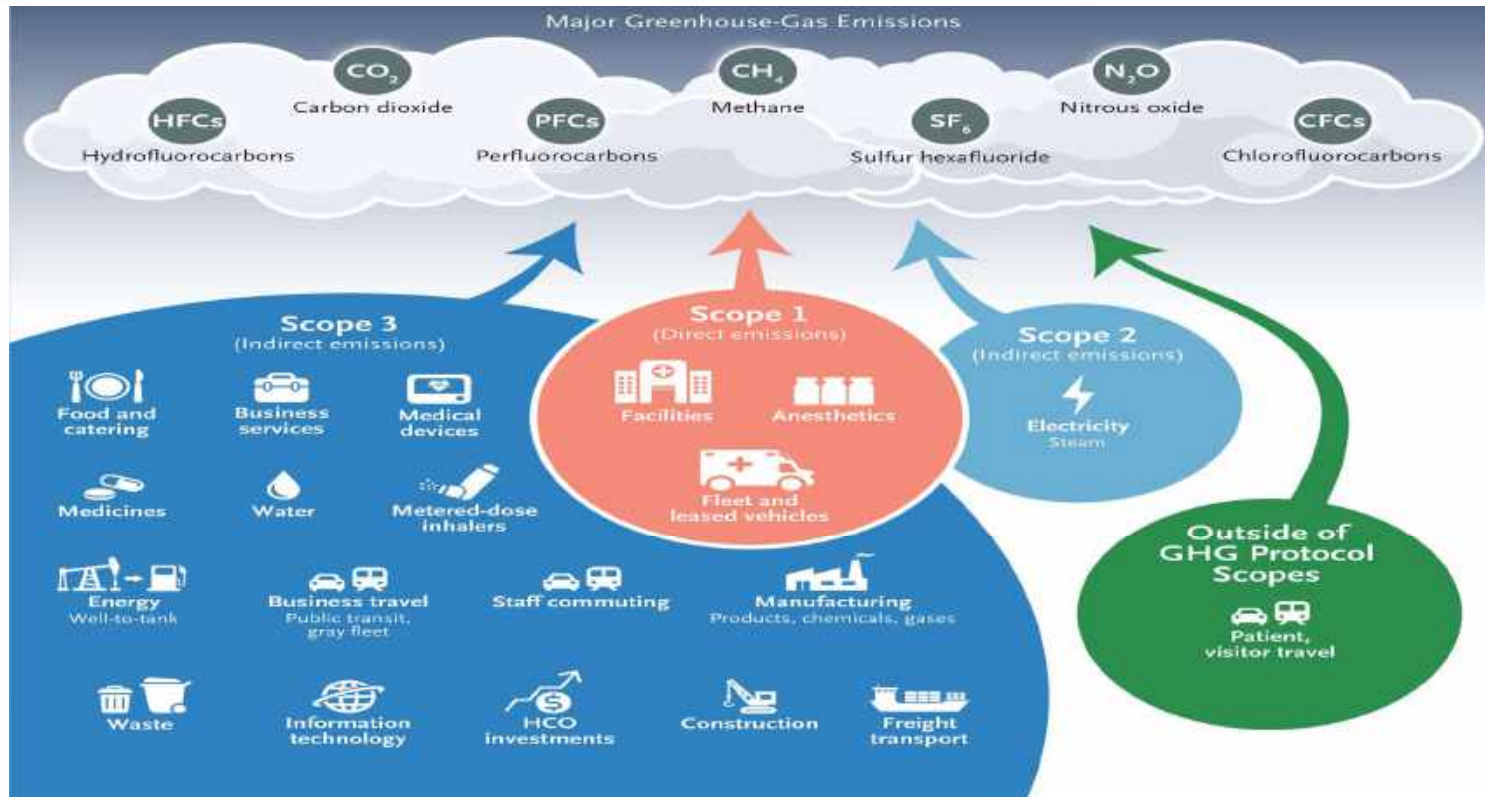 Major Greenhouse-Gas Emissions
CO₂
Carbon dioxide
CH₄
Methane
N₂O
Nitrous oxide
HFCs
Hydrofluorocarbons
PFCs
Perfluorocarbons
SF₆
Sulfur hexafluoride
CFCs
Chlorofluorocarbons
Scope 3
(Indirect emissions)
Food and
catering
Business
services
Medical
devices
Medicines
Water
Metered-dose
inhalers
Energy
Well-to-tank
Business travel
Public transit,
gray fleet
Staff commuting
Manufacturing
Products, chemicals, gases
Waste
Information
technology
HCO
investments
Construction
Freight
transport
Scope 1
(Direct emissions)
Facilities
Anesthetics
Fleet and
leased vehicles
Scope 2
(Indirect emissions)
Electricity
Steam
Outside of
GHG Protocol
Scopes
Patient,
visitor travel